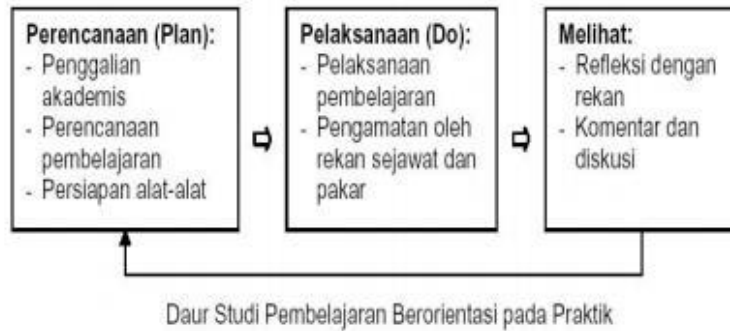 Perencanaan (Plan):
- Penggalian
akademis
- Perencanaan
pembelajaran
- Persiapan alat-alat
Pelaksanaan (Do):
- Pelaksanaan
pembelajaran
- Pengamatan oleh
rekan sejawat dan
pakar
Melihat:
- Refleksi dengan
rekan
- Komentar dan
diskusi
Daur Studi Pembelajaran Berorientasi pada Praktik